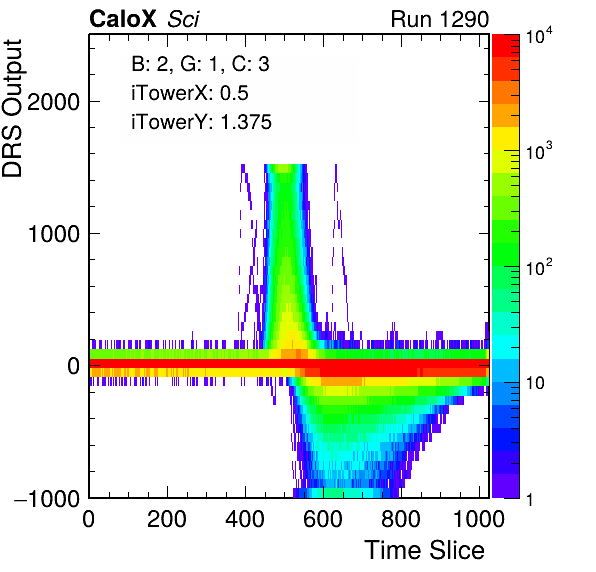 CaloX Sci Run 1290
DRS Output
B: 2, G: 1, C: 3
iTowerX: 0.5
iTowerY: 1.375
2000
1000
0
−1000
0 200 400 600 800 1000
Time Slice
10⁴
10³
10²
10
1